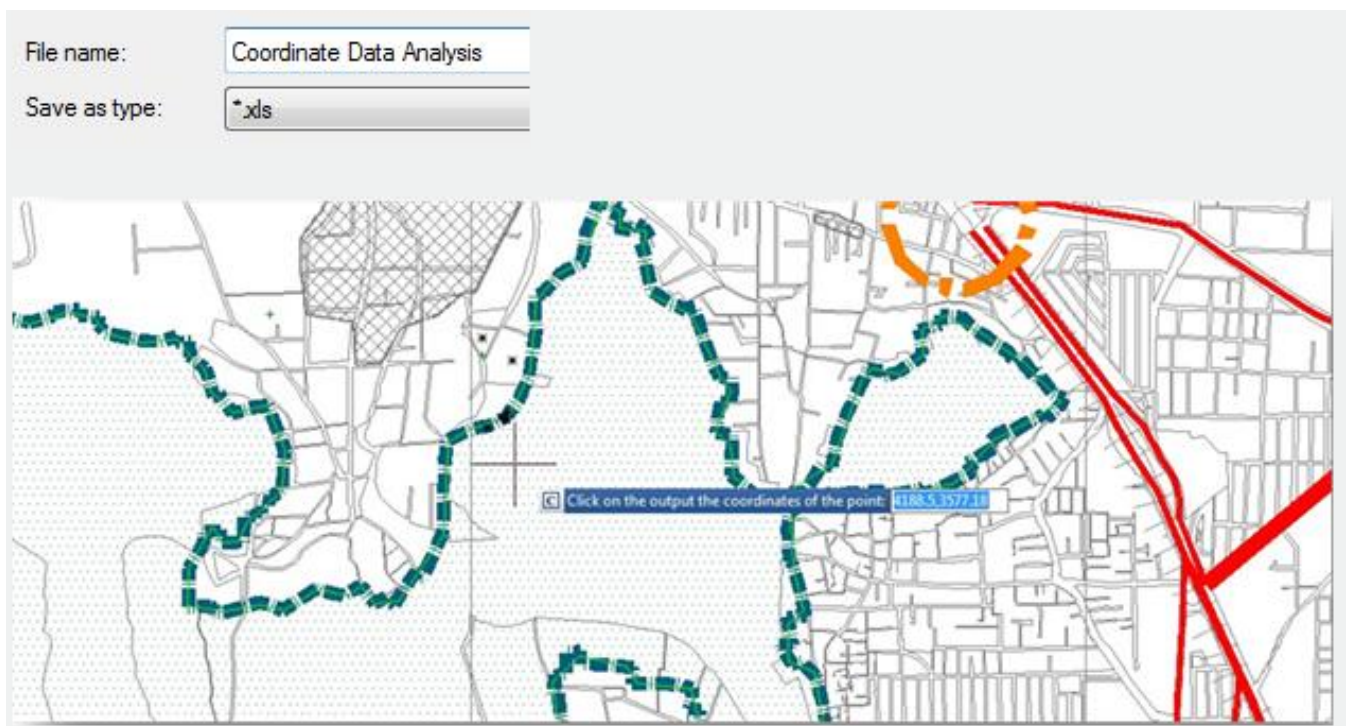 File name: Coordinate Data Analysis
Save as type: *.xls
Click on the output the coordinates of the point: 4188.5,3577.18